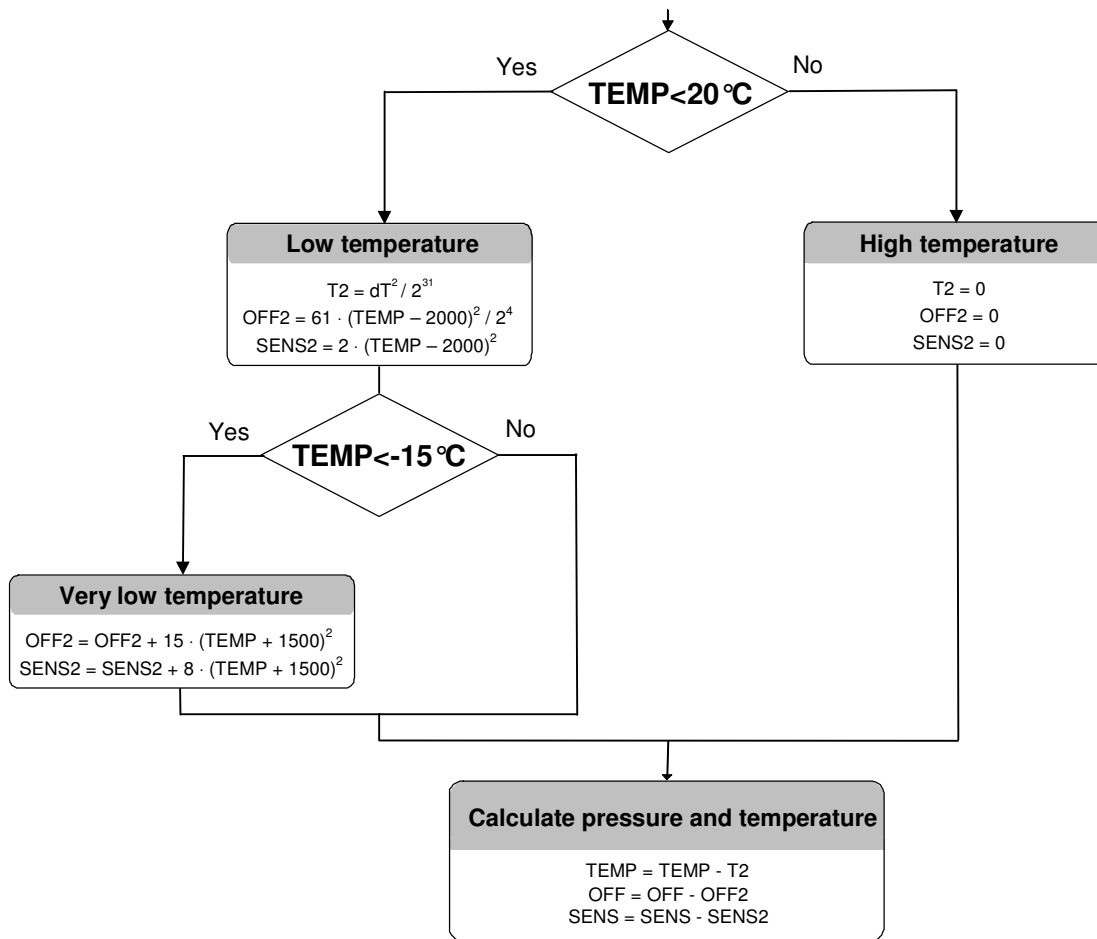 Yes
No
TEMP<20°C
Low temperature
T2 = dT² / 2³¹
OFF2 = 61 · (TEMP – 2000)² / 2⁴
SENS2 = 2 · (TEMP – 2000)²
High temperature
T2 = 0
OFF2 = 0
SENS2 = 0
Yes
No
TEMP<-15°C
Very low temperature
OFF2 = OFF2 + 15 · (TEMP + 1500)²
SENS2 = SENS2 + 8 · (TEMP + 1500)²
Calculate pressure and temperature
TEMP = TEMP - T2
OFF = OFF - OFF2
SENS = SENS - SENS2